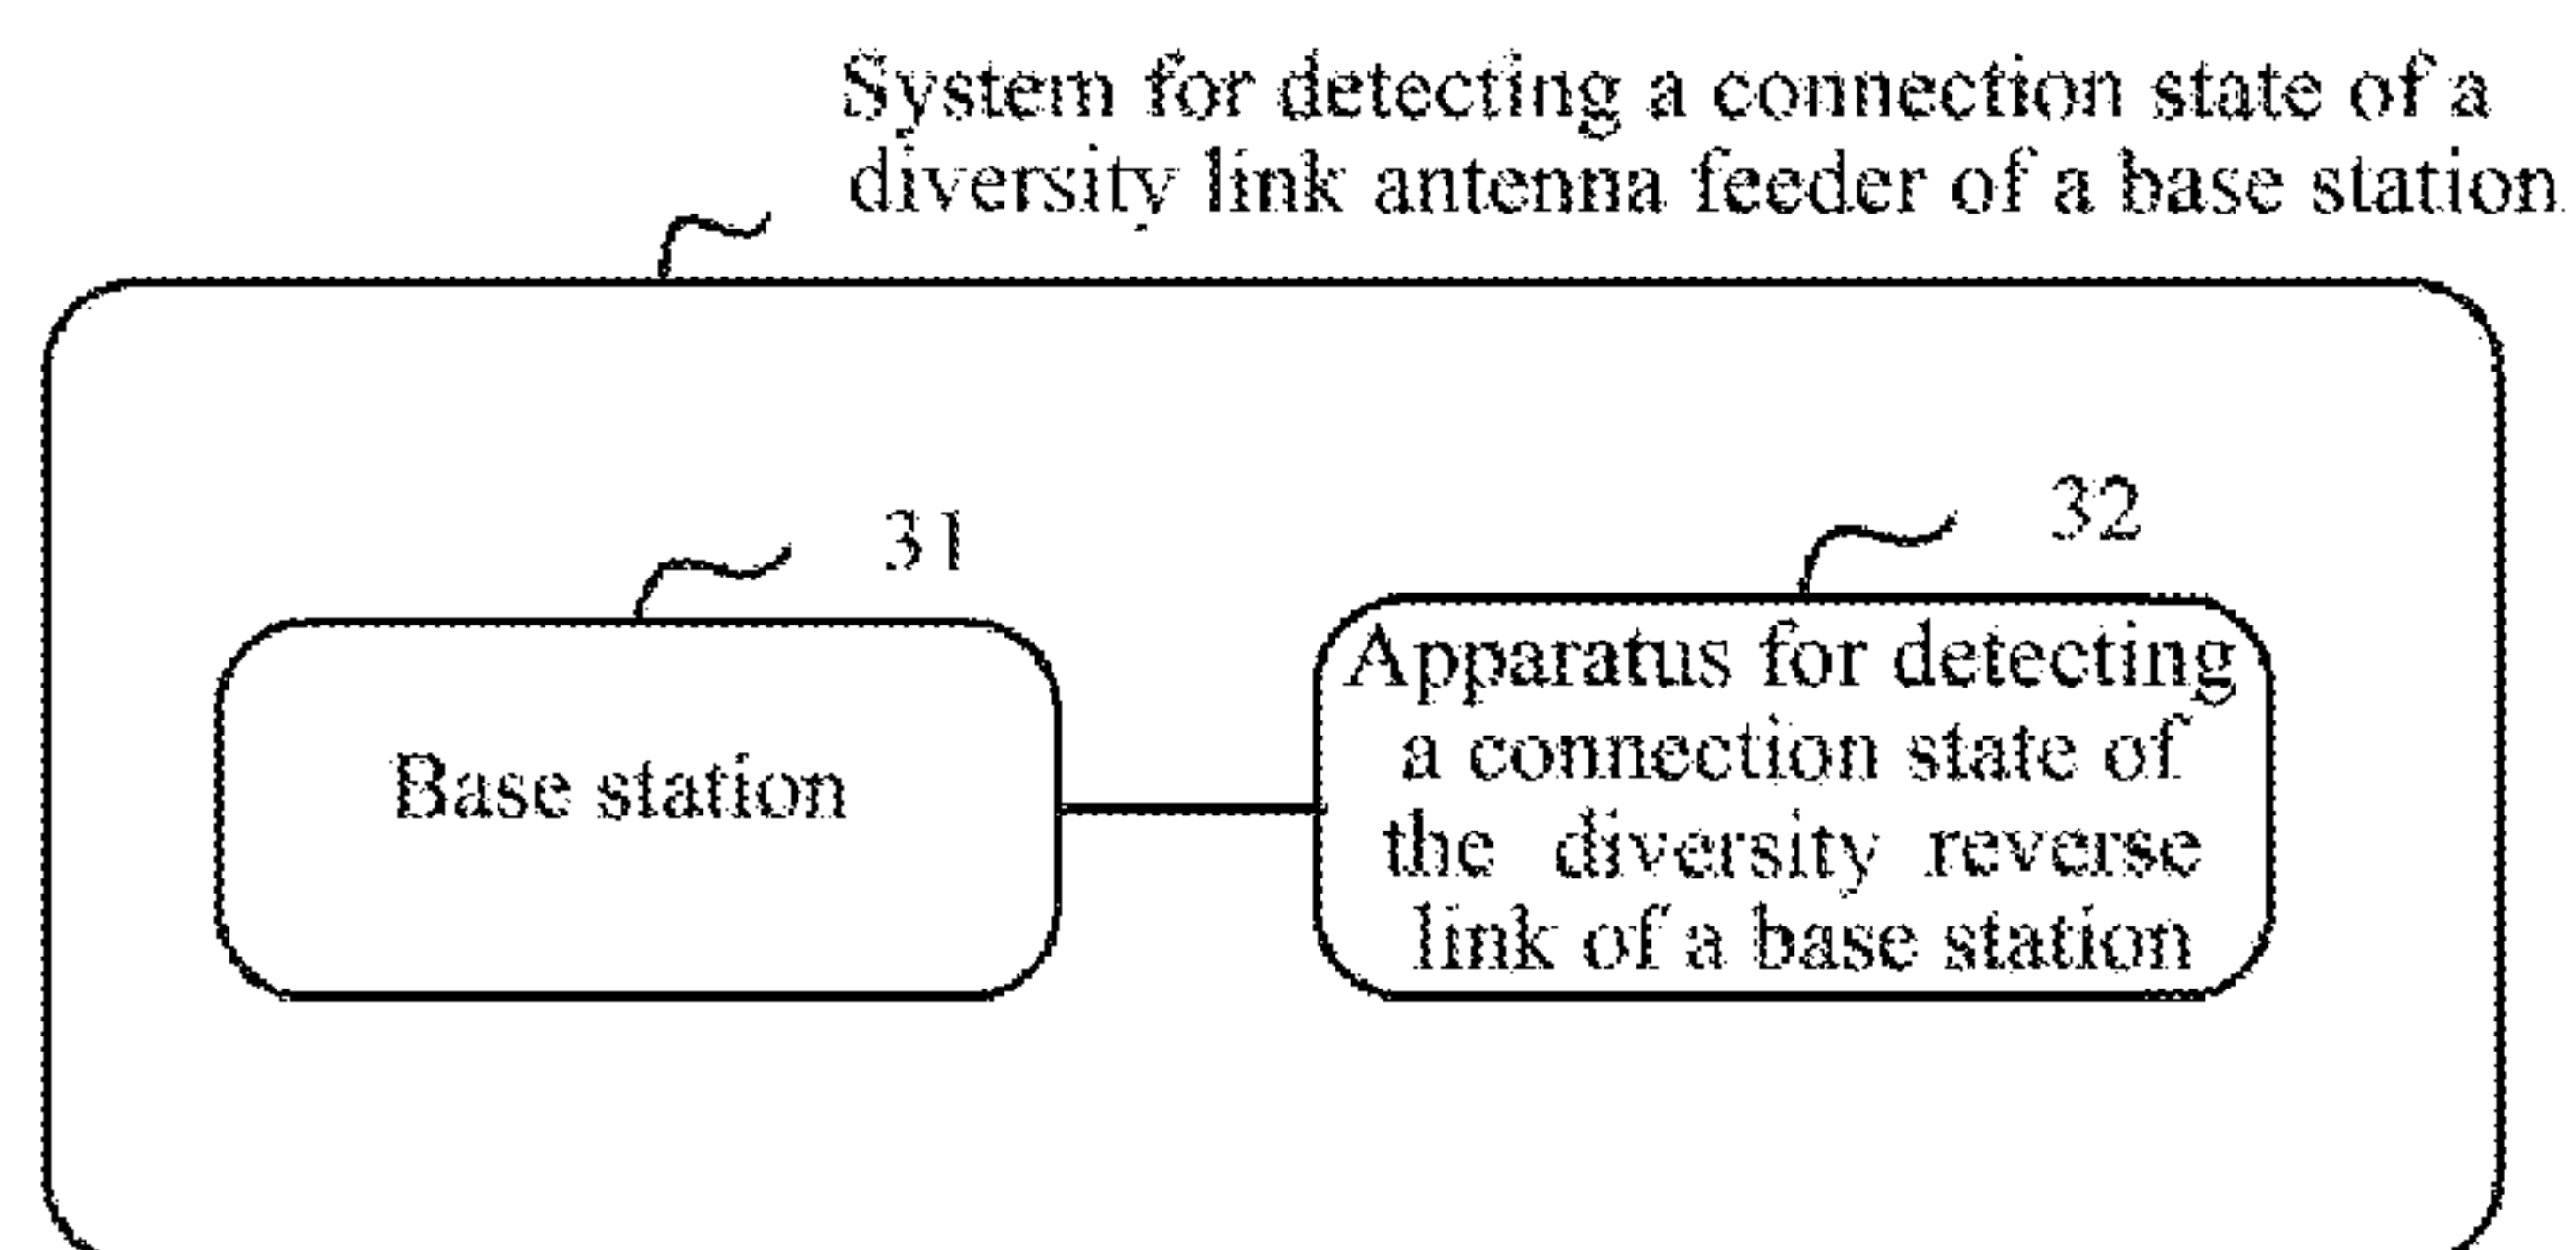 System for detecting a connection state of a
diversity link antenna feeder of a base station
31
32
Base station
Apparatus for detecting
a connection state of
the diversity reverse
link of a base station